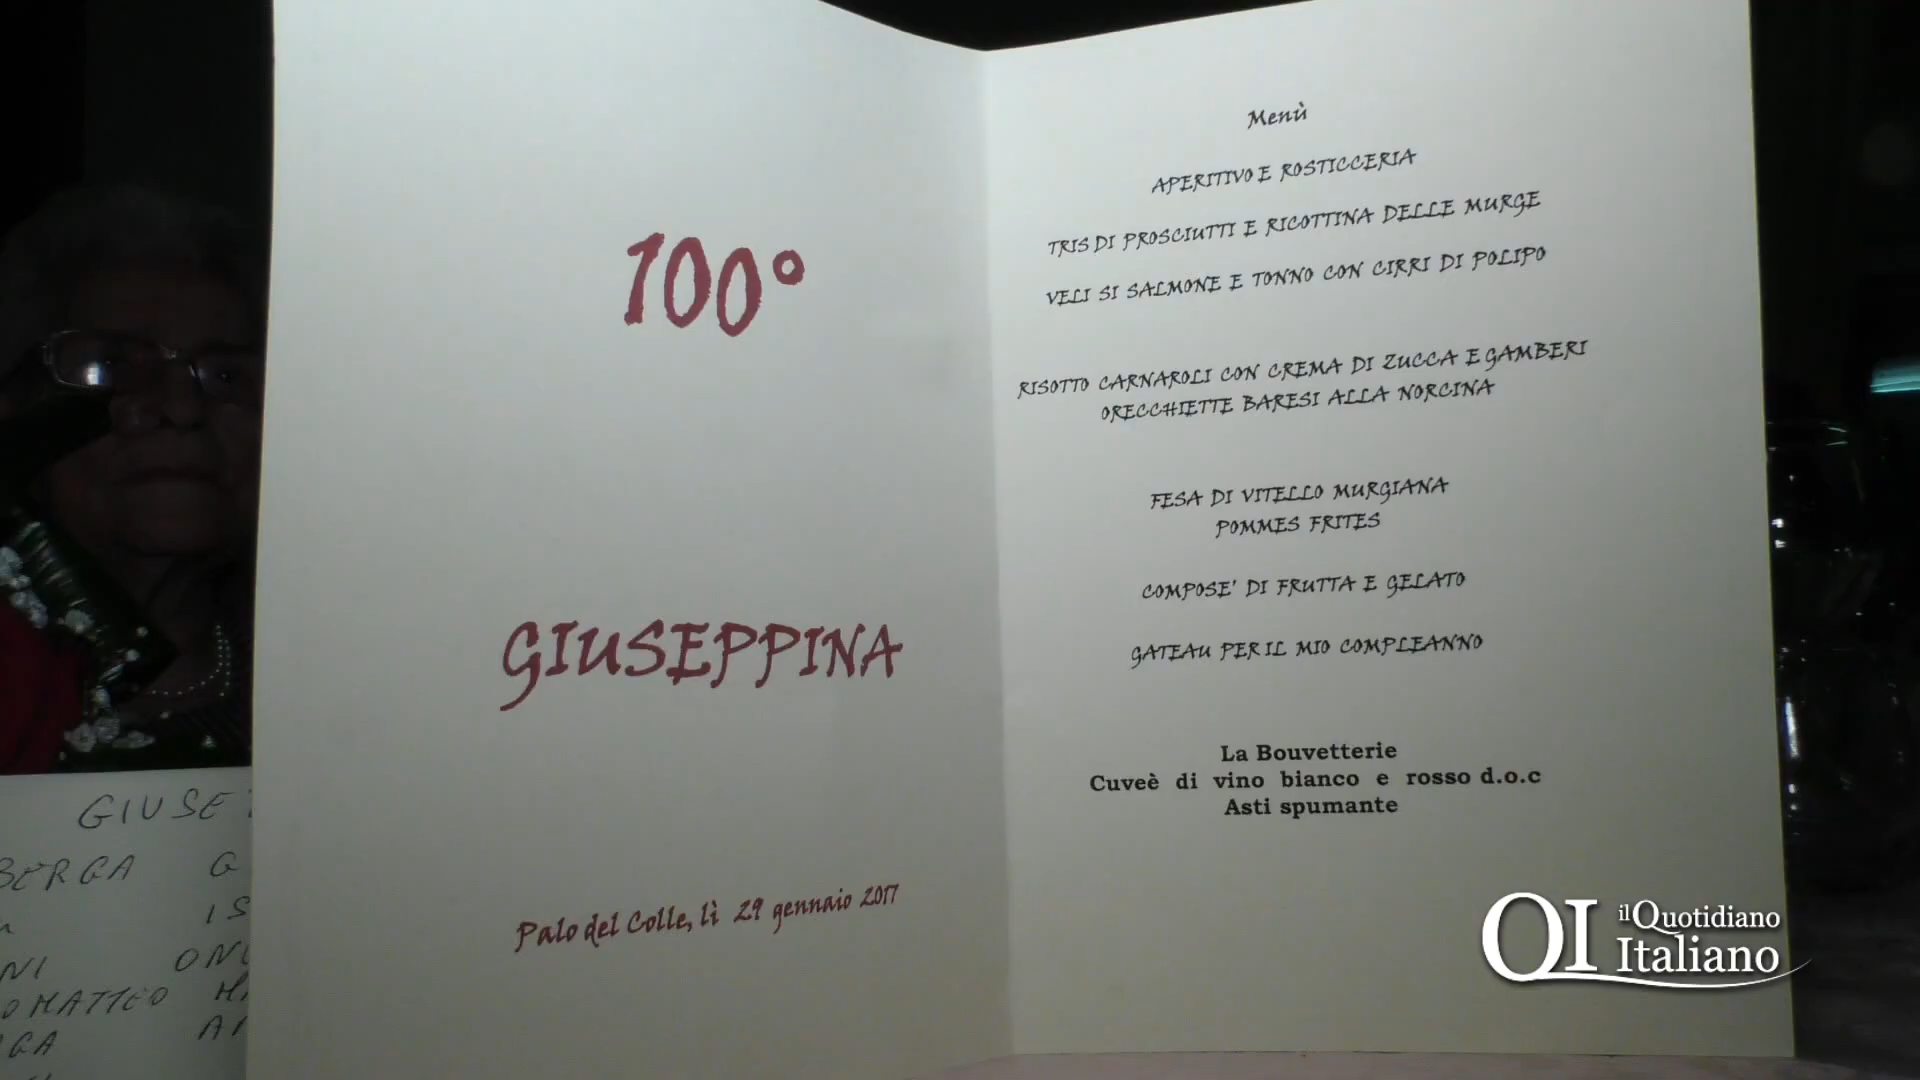 100°
GIUSEPPINA
Palo del Colle, lì 29 gennaio 2017
Menù
APERITIVO E ROSTICCERIA
TRIS DI PROSCIUTTI E RICOTTINA DELLE MURGE
VELI SI SALMONE E TONNO CON CIRRI DI POLIPO
RISOTTO CARNAROLI CON CREMA DI ZUCCA E GAMBERI
ORECCHIETTE BARESI ALLA NORCINA
FESA DI VITELLO MURGIANA
POMMES FRITES
COMPOSE' DI FRUTTA E GELATO
GATEAU PER IL MIO COMPLEANNO
La Bouvetterie
Cuveè di vino bianco e rosso d.o.c
Asti spumante
QI il Quotidiano
Italiano